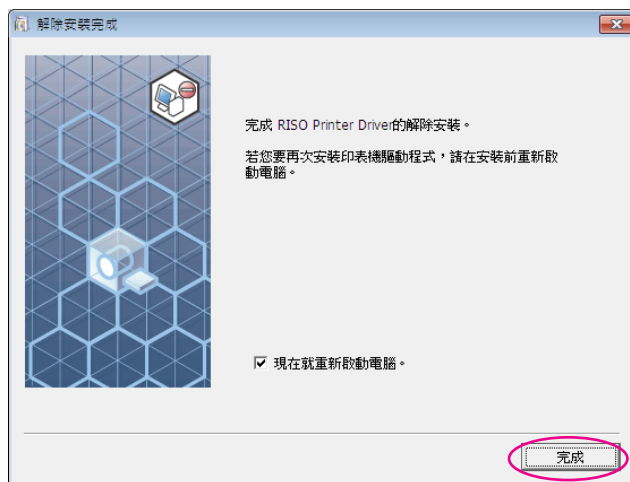 解除安裝完成
完成 RISO Printer Driver的解除安裝。
若您要再次安裝印表機驅動程式，請在安裝前重新啟
動電腦。
現在就重新啟動電腦。
完成